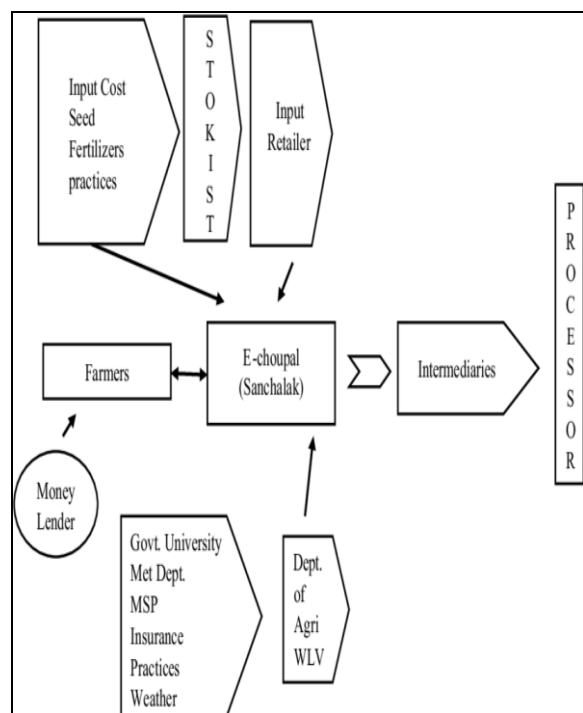 Input Cost
Seed
Fertilizers
practices
S
T
O
K
I
S
T
Input
Retailer
P
R
O
C
E
S
S
O
R
Farmers
E-choupal
(Sanchalak)
Intermediaries
Money
Lender
Govt. University
Met Dept.
MSP
Insurance
Practices
Weather
Dept.
of
Agri
WLV